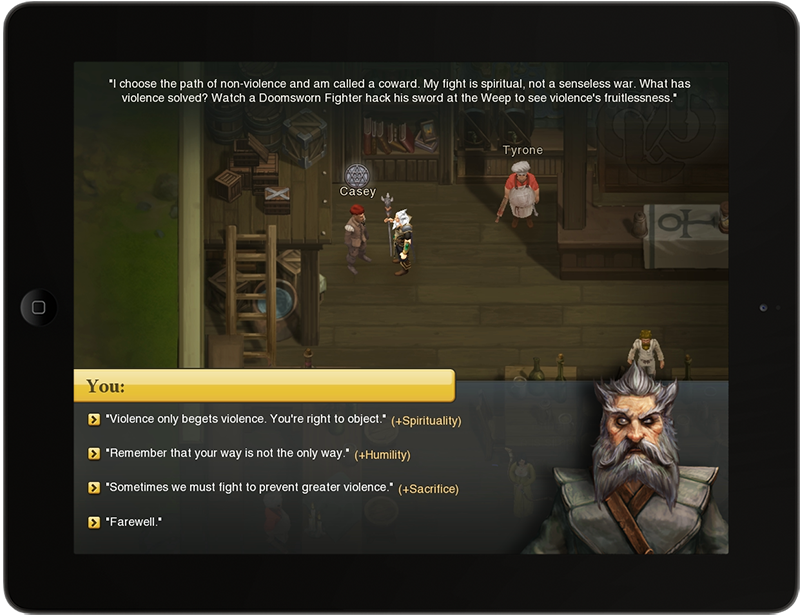 "I choose the path of non-violence and am called a coward. My fight is spiritual, not a senseless war. What has
violence solved? Watch a Doomsworn Fighter hack his sword at the Weep to see violence's fruitlessness."
Tyrone
Casey
You:
"Violence only begets violence. You're right to object." (+Spirituality)
"Remember that your way is not the only way." (+Humility)
"Sometimes we must fight to prevent greater violence." (+Sacrifice)
"Farewell."